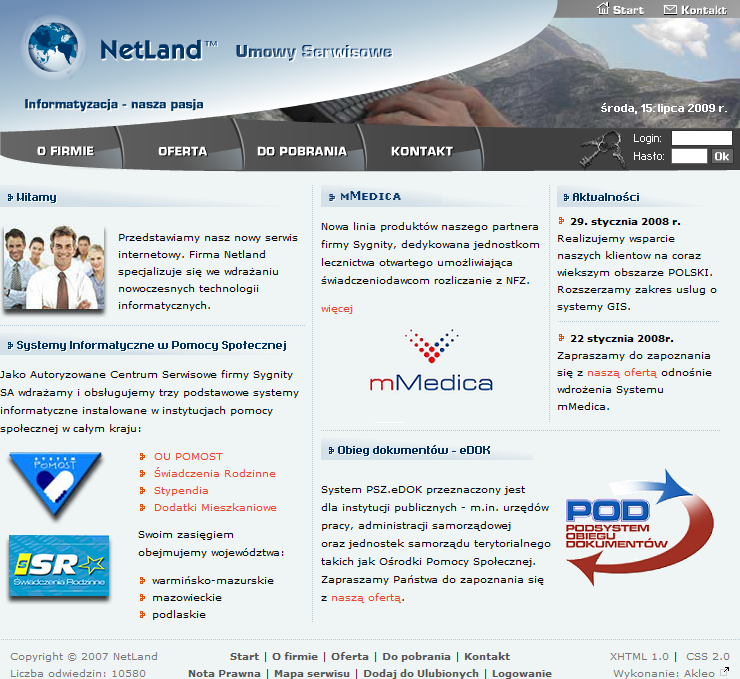 Start Kontakt
NetLand™ Umowy Serwisowe
Informatyzacja - nasza pasja
środa, 15. lipca 2009 r.
O FIRMIE OFERTA DO POBRANIA KONTAKT
Login:
Hasło: Ok
Witamy
Przedstawiamy nasz nowy serwis
internetowy. Firma Netland
specjalizuje się we wdrażaniu
nowoczesnych technologii
informatycznych.
Systemy Informatyczne w Pomocy Społecznej
Jako Autoryzowane Centrum Serwisowe firmy Sygnity
SA wdrażamy i obsługujemy trzy podstawowe systemy
informatyczne instalowane w instytucjach pomocy
społecznej w całym kraju:
SYSTEM
POMOST
OU POMOST
Świadczenia Rodzinne
Stypendia
Dodatki Mieszkaniowe
SR
Świadczenia Rodzinne
Swoim zasięgiem
obejmujemy województwa:
warmińsko-mazurskie
mazowieckie
podlaskie
mMedica
Nowa linia produktów naszego partnera
firmy Sygnity, dedykowana jednostkom
lecznictwa otwartego umożliwiająca
świadczeniodawcom rozliczanie z NFZ.
więcej
mMedica
Aktualności
29. stycznia 2008 r.
Realizujemy wsparcie
naszych klientow na coraz
wiekszym obszarze POLSKI.
Rozszerzamy zakres uslug o
systemy GIS.
22 stycznia 2008r.
Zapraszamy do zapoznania
się z naszą ofertą odnośnie
wdrożenia Systemu
mMedica.
Obieg dokumentów - eDOK
System PSZ.eDOK przeznaczony jest
dla instytucji publicznych - m.in. urzędów
pracy, administracji samorządowej
oraz jednostek samorządu terytorialnego
takich jak Ośrodki Pomocy Społecznej.
Zapraszamy Państwa do zapoznania się
z naszą ofertą.
POD
PODSYSTEM
OBIEGU
DOKUMENTÓW
Copyright © 2007 NetLand
Liczba odwiedzin: 10580
Start | O firmie | Oferta | Do pobrania | Kontakt
Nota Prawna | Mapa serwisu | Dodaj do Ulubionych | Logowanie
XHTML 1.0 | CSS 2.0
Wykonanie: Akleo